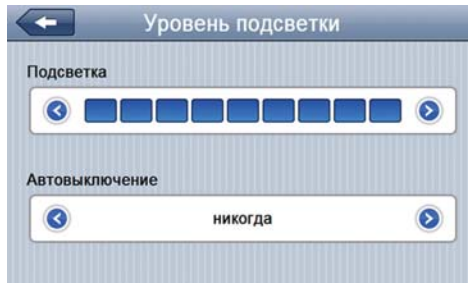 Уровень подсветки
Подсветка
Автовыключение
никогда